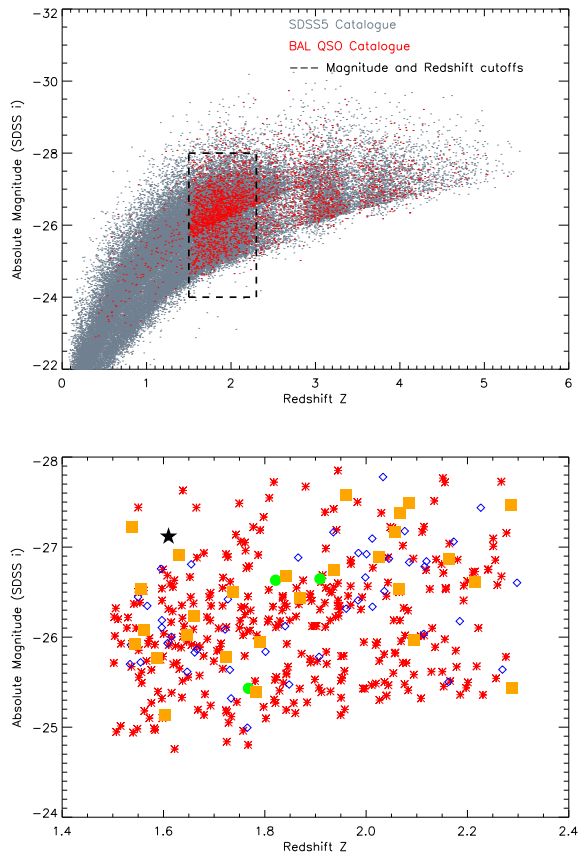 −32
SDSS5 Catalogue
BAL QSO Catalogue
Magnitude and Redshift cutoffs
−30
−28
−26
−24
−22
Absolute Magnitude (SDSS i)
0 1 2 3 4 5 6
Redshift Z
−28
−27
−26
−25
−24
Absolute Magnitude (SDSS i)
1.4 1.6 1.8 2.0 2.2 2.4
Redshift Z